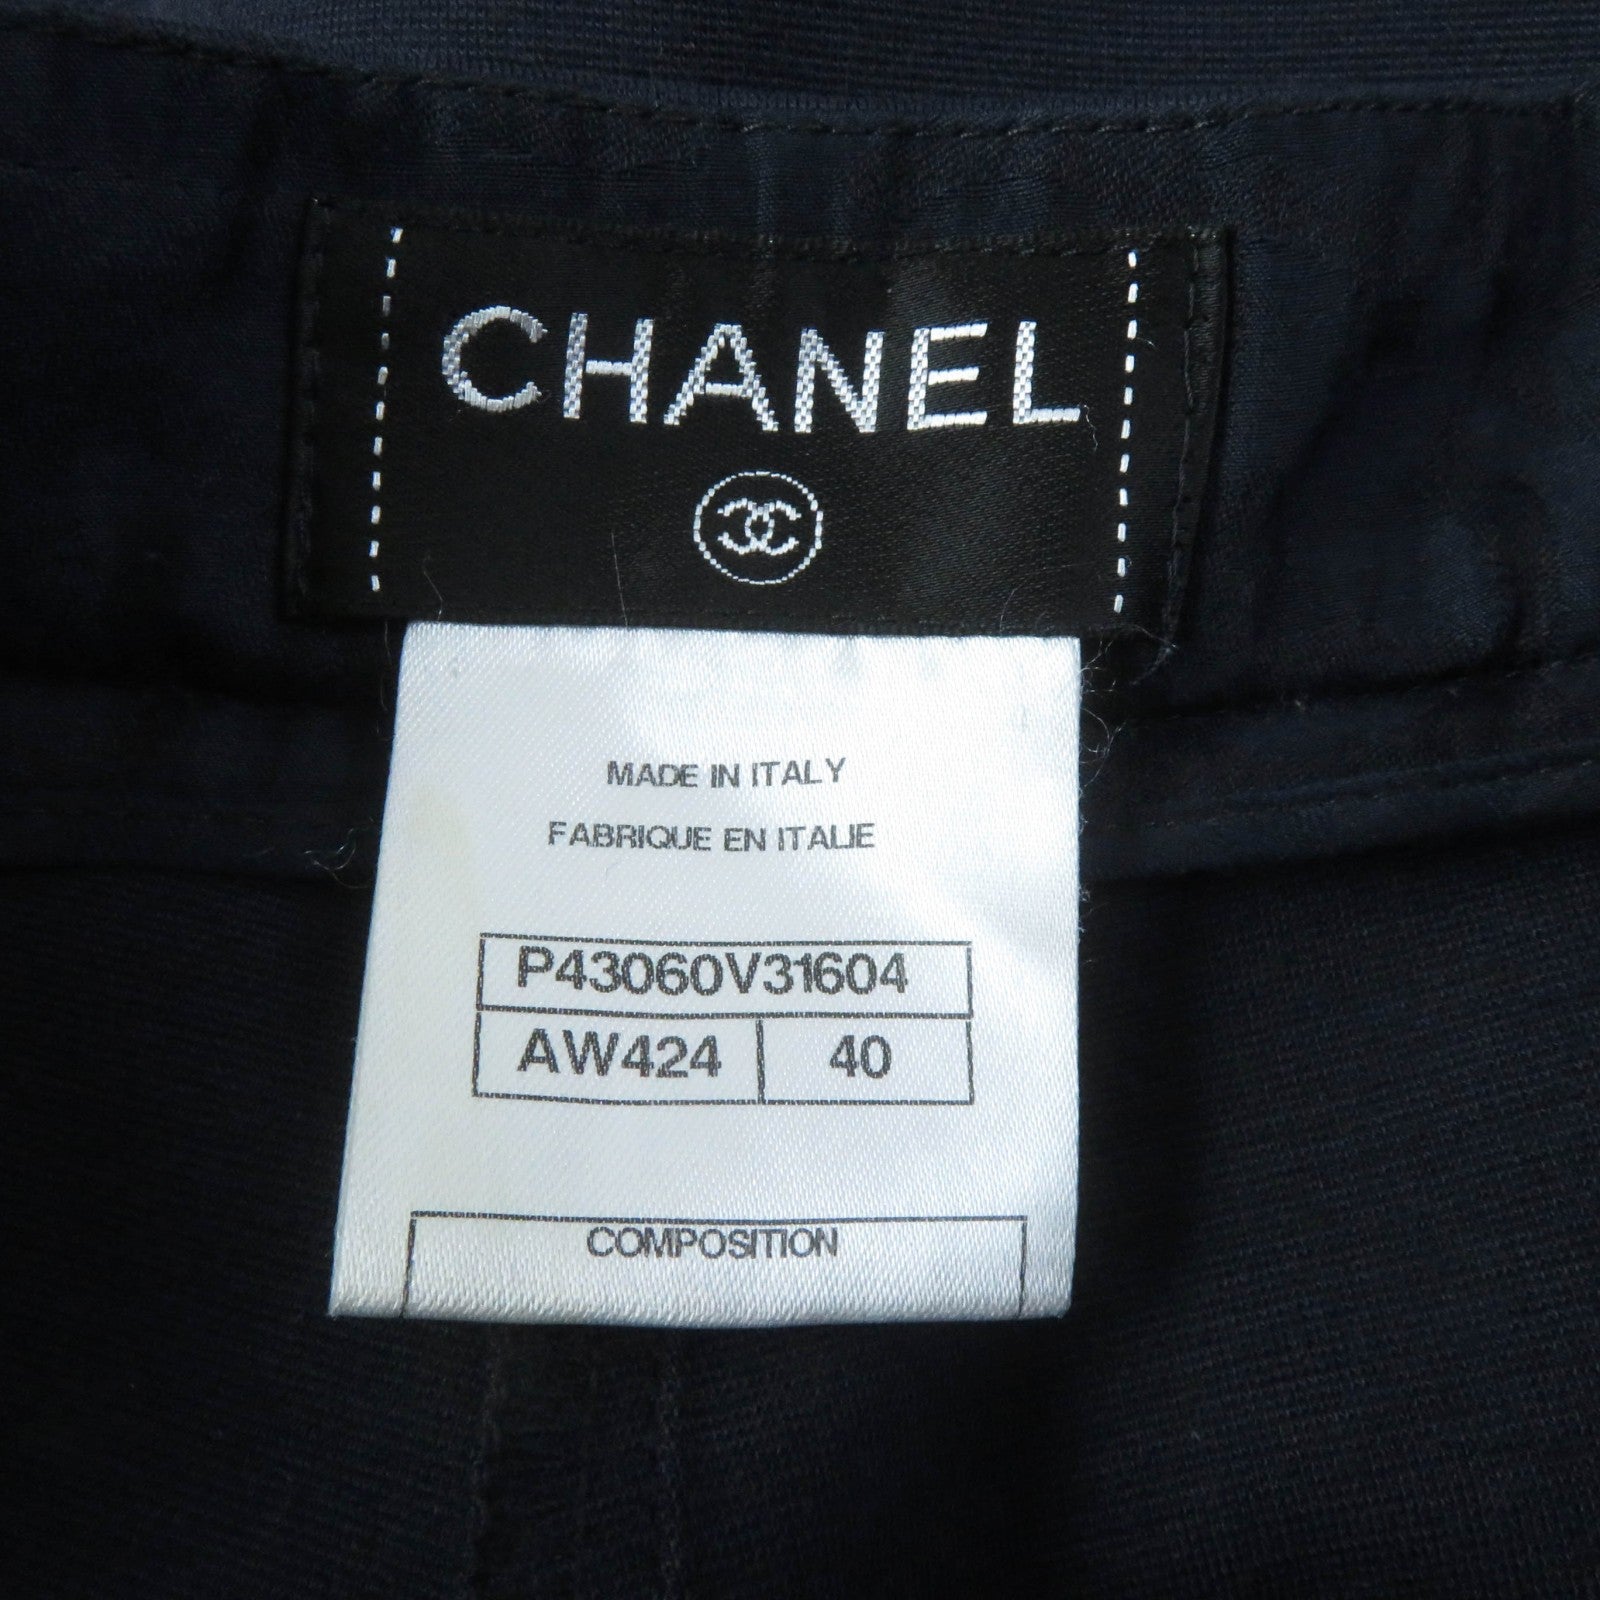 CHANEL
MADE IN ITALY
FABRIQUE EN ITALIE
P43060V31604
AW424 40
COMPOSITION